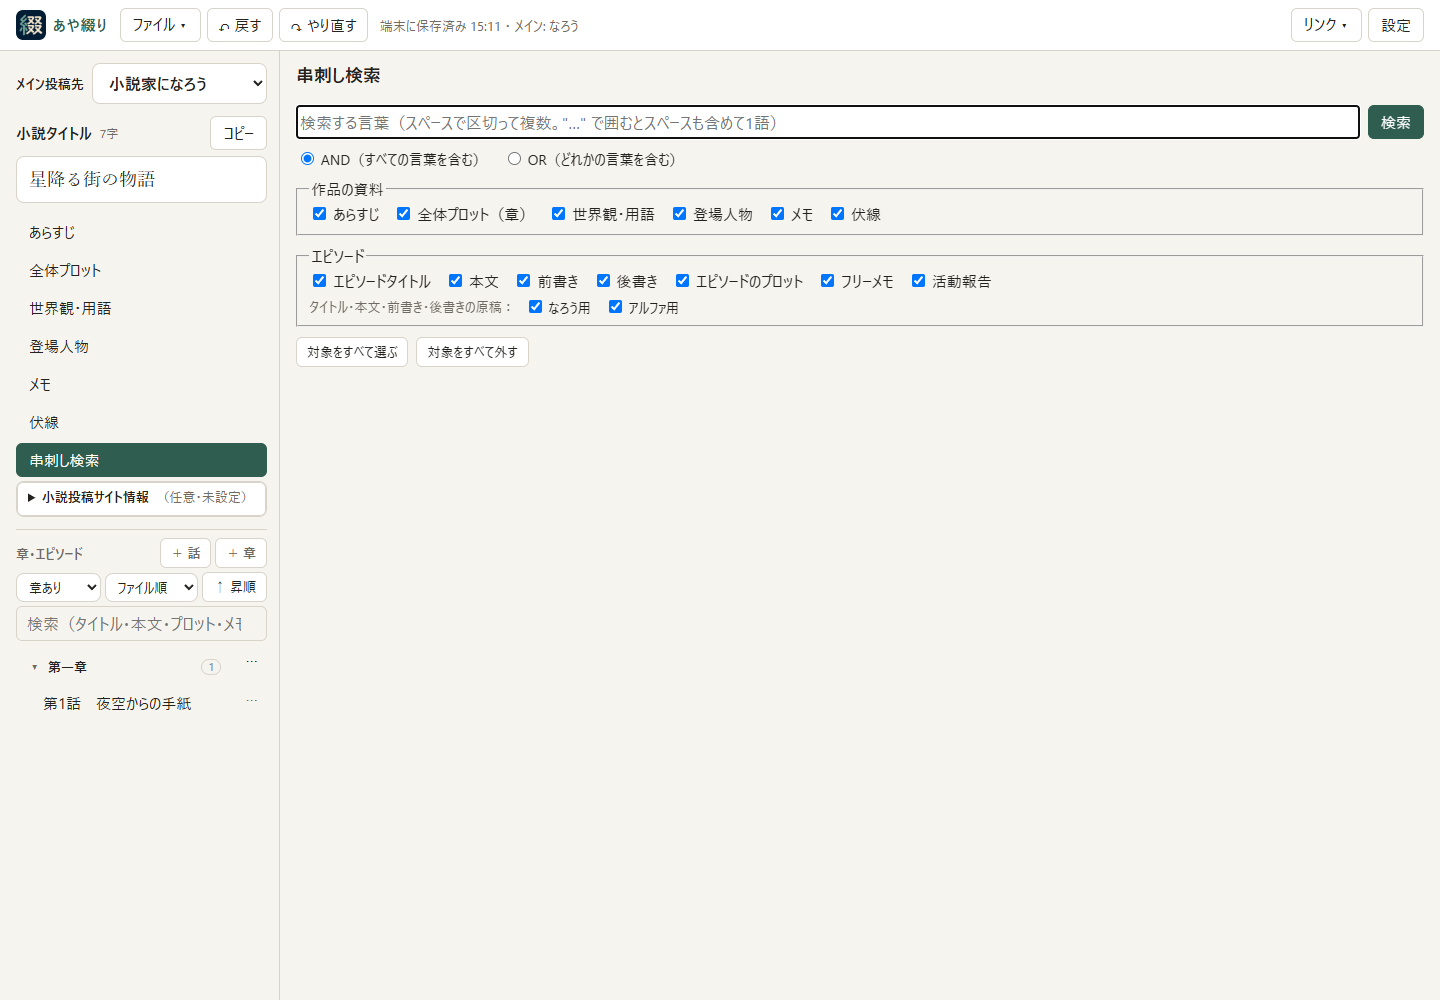 綴 あや綴り ファイル ▾ ↶ 戻す ↷ やり直す 端末に保存済み 15:11・メイン: なろう リンク ▾ 設定
メイン投稿先 小説家になろう
小説タイトル 7字 コピー
星降る街の物語
あらすじ
全体プロット
世界観・用語
登場人物
メモ
伏線
串刺し検索
▶ 小説投稿サイト情報 （任意・未設定）
章・エピソード ＋ 話 ＋ 章
章あり ファイル順 ↑ 昇順
検索（タイトル・本文・プロット・メモ
▾ 第一章 1 …
第1話　夜空からの手紙 …
串刺し検索
検索する言葉（スペースで区切って複数。"…" で囲むとスペースも含めて1語） 検索
AND（すべての言葉を含む） OR（どれかの言葉を含む）
作品の資料
あらすじ 全体プロット（章） 世界観・用語 登場人物 メモ 伏線
エピソード
エピソードタイトル 本文 前書き 後書き エピソードのプロット フリーメモ 活動報告
タイトル・本文・前書き・後書きの原稿： なろう用 アルファ用
対象をすべて選ぶ 対象をすべて外す